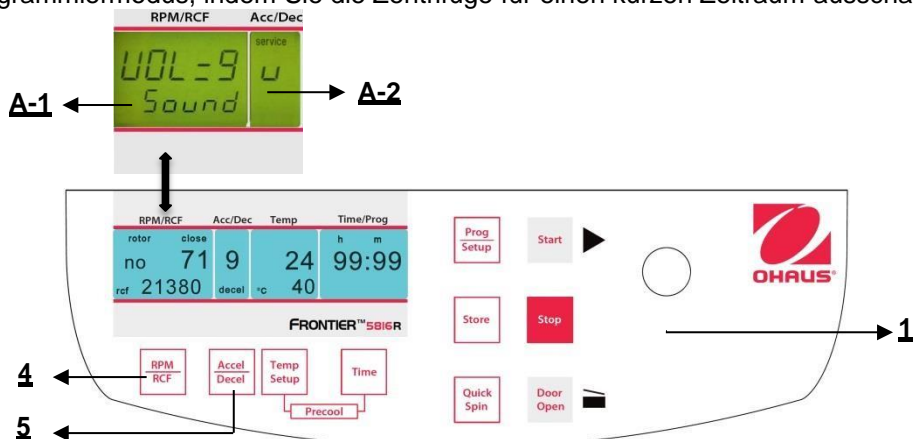 grammiermodus, indem Sie die Zentrifuge für einen kurzen Zeitraum ausscha
RPM/RCF Acc/Dec
service
VOL=9 u
Sound
A-1 A-2
RPM/RCF Acc/Dec Temp Time/Prog
rotor close h m
no 71 9 24 99:99
rcf 21380 decel °C 40
FRONTIER™ 5816R
Prog
Setup
Start
OHAUS®
Store
Stop
1
RPM
RCF
Accel
Decel
Temp
Setup
Time
Precool
Quick
Spin
Door
Open
4
5